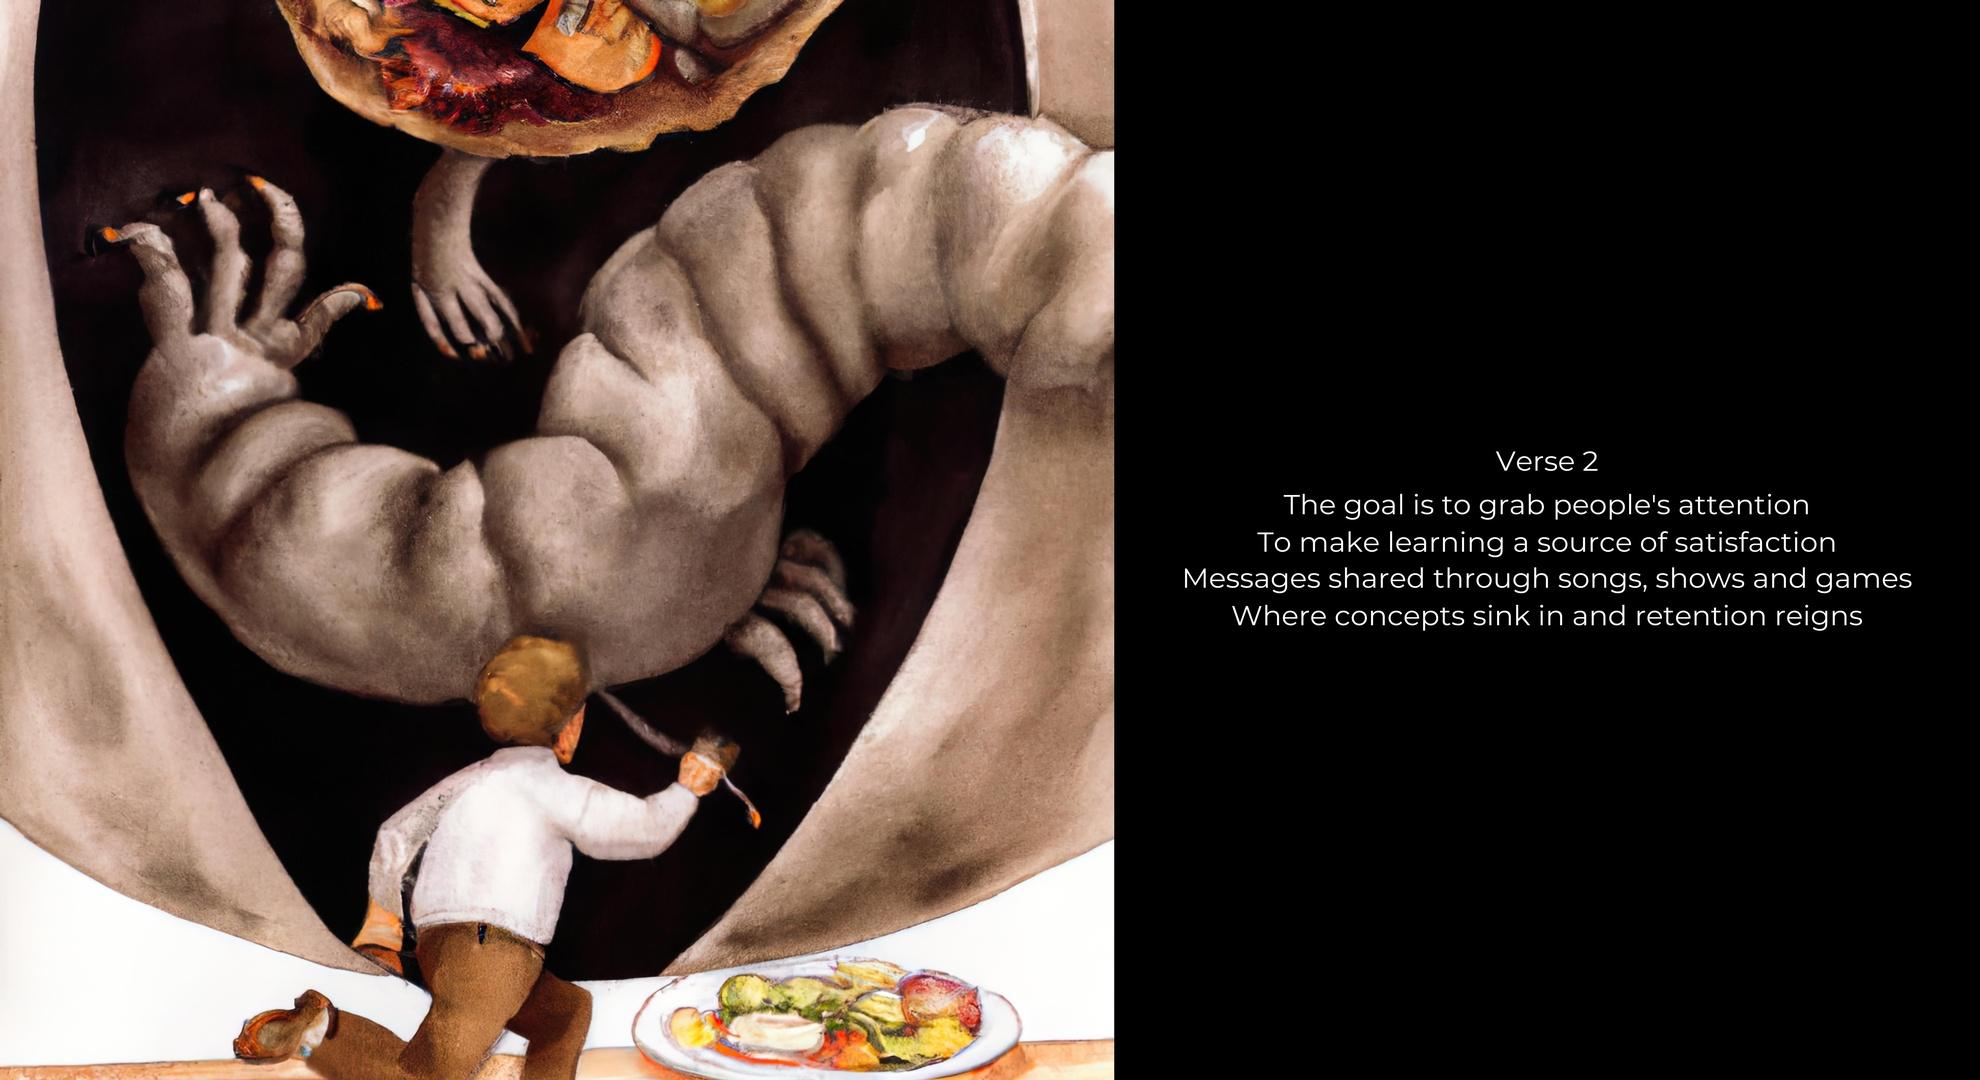 Verse 2
The goal is to grab people's attention
To make learning a source of satisfaction
Messages shared through songs, shows and games
Where concepts sink in and retention reigns